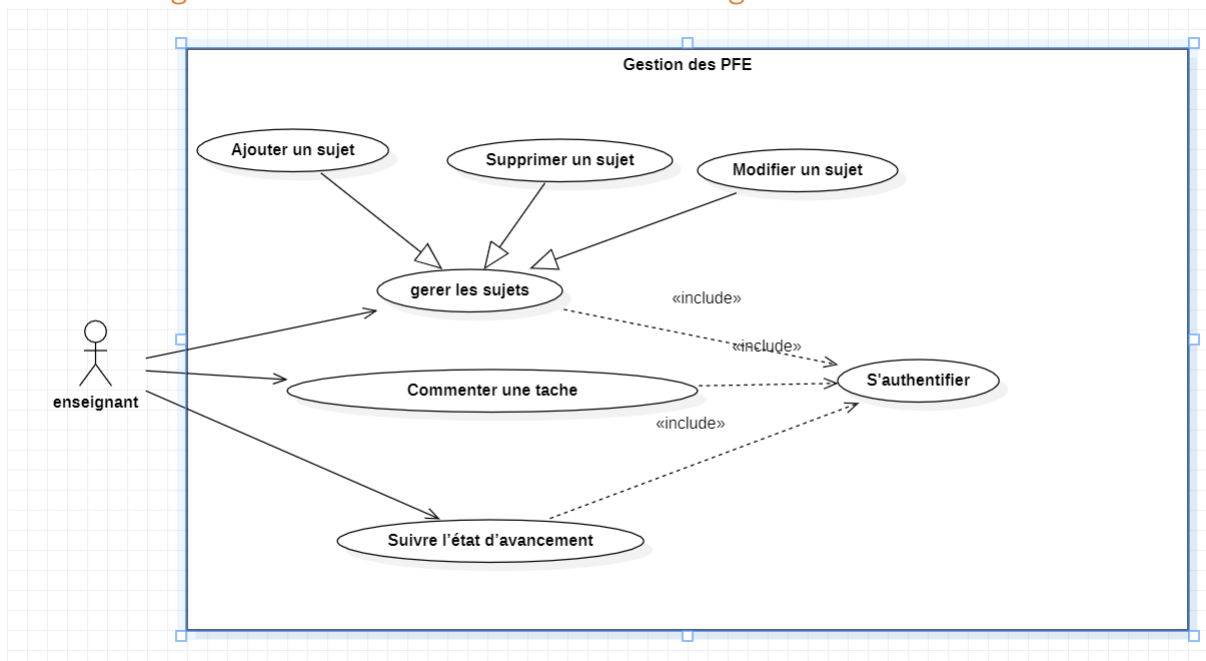 Gestion des PFE
Ajouter un sujet
Supprimer un sujet
Modifier un sujet
gerer les sujets
«include»
«include»
S'authentifier
Commenter une tache
enseignant
«include»
Suivre l'état d'avancement